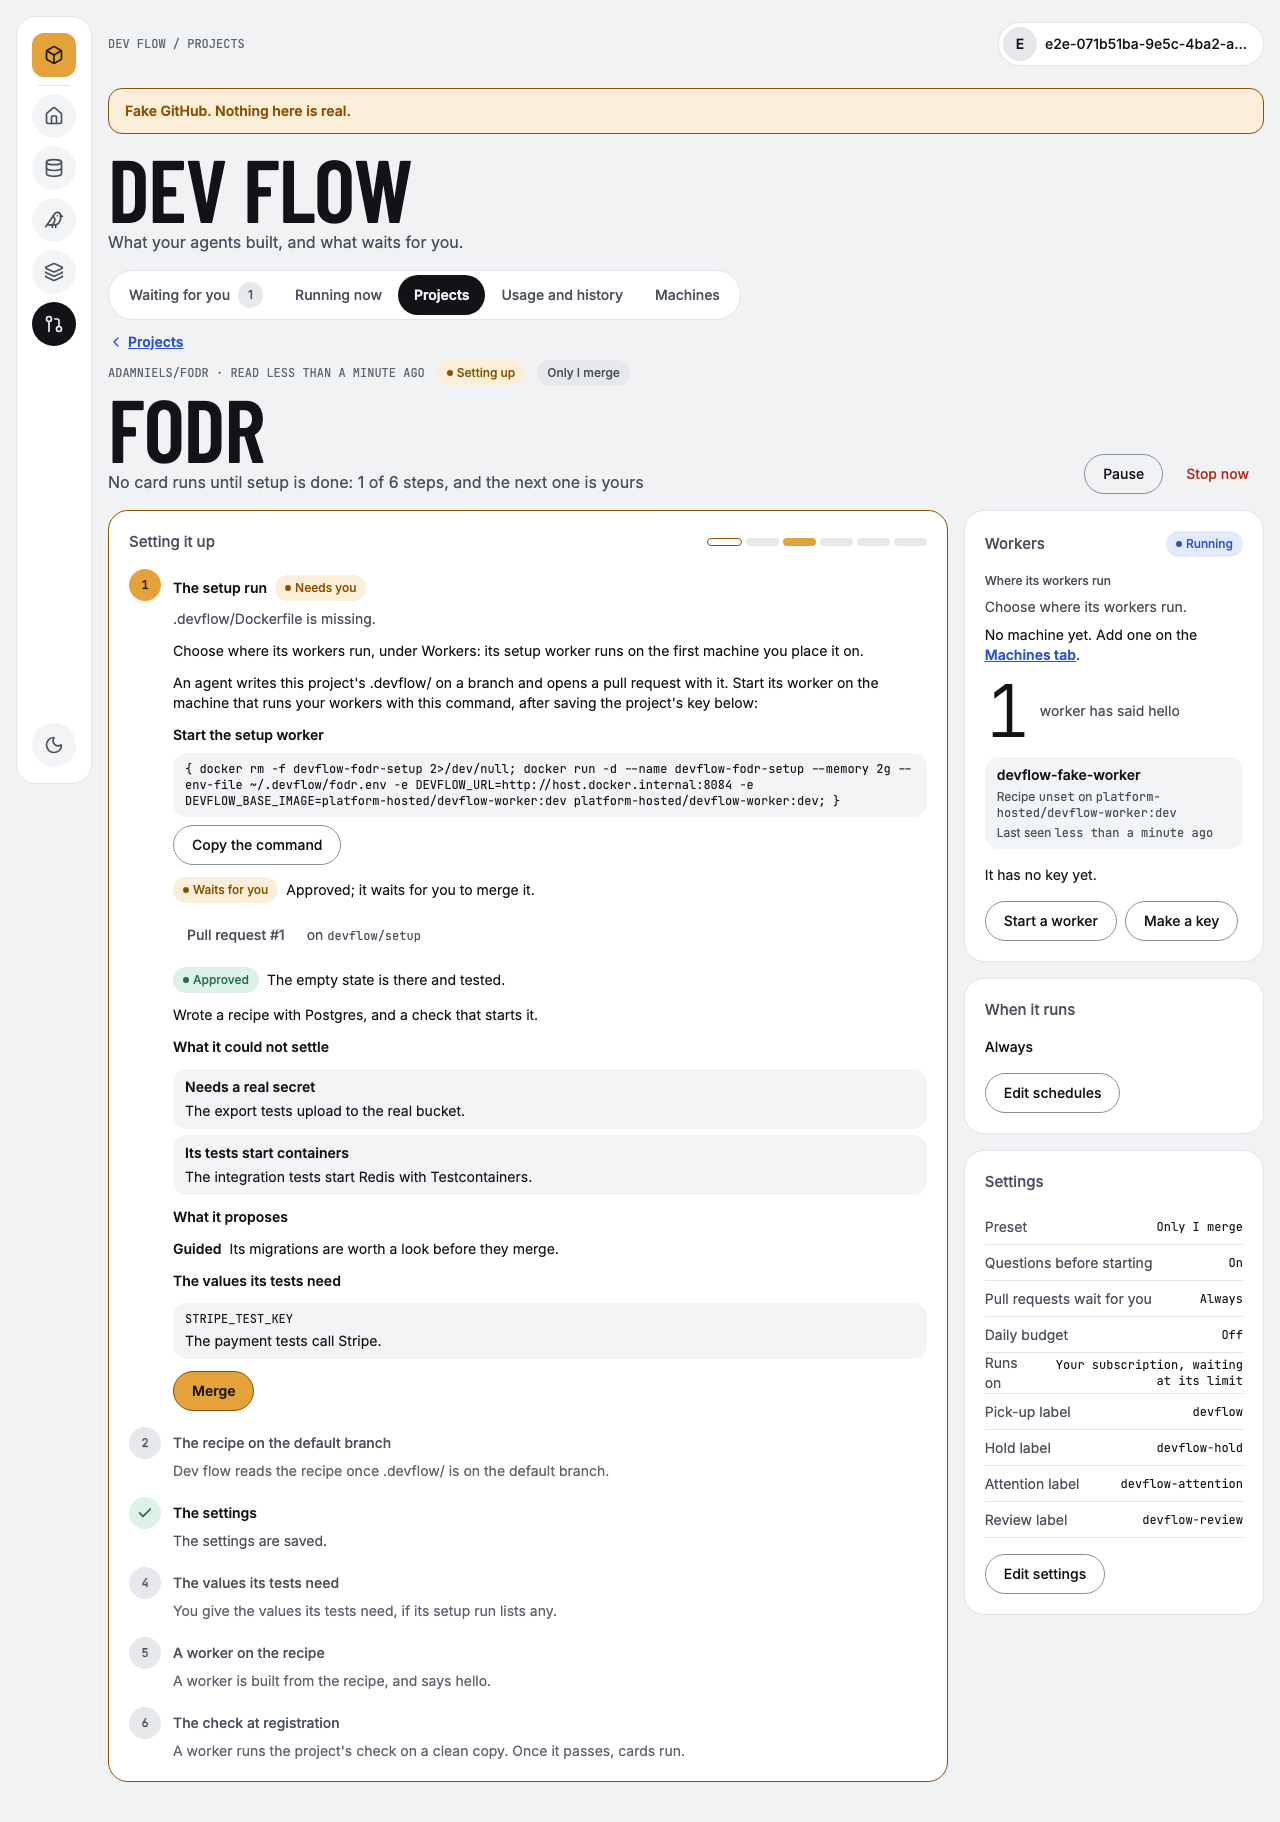 DEV FLOW / PROJECTS
E
e2e-071b51ba-9e5c-4ba2-a...
Fake GitHub. Nothing here is real.
DEV FLOW
What your agents built, and what waits for you.
Waiting for you 1
Running now
Projects
Usage and history
Machines
Projects
ADAMNIELS/FODR · READ LESS THAN A MINUTE AGO
Setting up
Only I merge
FODR
No card runs until setup is done: 1 of 6 steps, and the next one is yours
Pause
Stop now
Setting it up
1
The setup run
Needs you
.devflow/Dockerfile is missing.
Choose where its workers run, under Workers: its setup worker runs on the first machine you place it on.
An agent writes this project's .devflow/ on a branch and opens a pull request with it. Start its worker on the
machine that runs your workers with this command, after saving the project's key below:
Start the setup worker
{ docker rm -f devflow-fodr-setup 2>/dev/null; docker run -d --name devflow-fodr-setup --memory 2g --
env-file ~/.devflow/fodr.env -e DEVFLOW_URL=http://host.docker.internal:8084 -e
DEVFLOW_BASE_IMAGE=platform-hosted/devflow-worker:dev platform-hosted/devflow-worker:dev; }
Copy the command
Waits for you
Approved; it waits for you to merge it.
Pull request #1
on devflow/setup
Approved
The empty state is there and tested.
Wrote a recipe with Postgres, and a check that starts it.
What it could not settle
Needs a real secret
The export tests upload to the real bucket.
Its tests start containers
The integration tests start Redis with Testcontainers.
What it proposes
Guided Its migrations are worth a look before they merge.
The values its tests need
STRIPE_TEST_KEY
The payment tests call Stripe.
Merge
2
The recipe on the default branch
Dev flow reads the recipe once .devflow/ is on the default branch.
The settings
The settings are saved.
4
The values its tests need
You give the values its tests need, if its setup run lists any.
5
A worker on the recipe
A worker is built from the recipe, and says hello.
6
The check at registration
A worker runs the project's check on a clean copy. Once it passes, cards run.
Workers
Running
Where its workers run
Choose where its workers run.
No machine yet. Add one on the
Machines tab.
1 worker has said hello
devflow-fake-worker
Recipe unset on platform-
hosted/devflow-worker:dev
Last seen less than a minute ago
It has no key yet.
Start a worker
Make a key
When it runs
Always
Edit schedules
Settings
Preset Only I merge
Questions before starting On
Pull requests wait for you Always
Daily budget Off
Runs on Your subscription, waiting
at its limit
Pick-up label devflow
Hold label devflow-hold
Attention label devflow-attention
Review label devflow-review
Edit settings